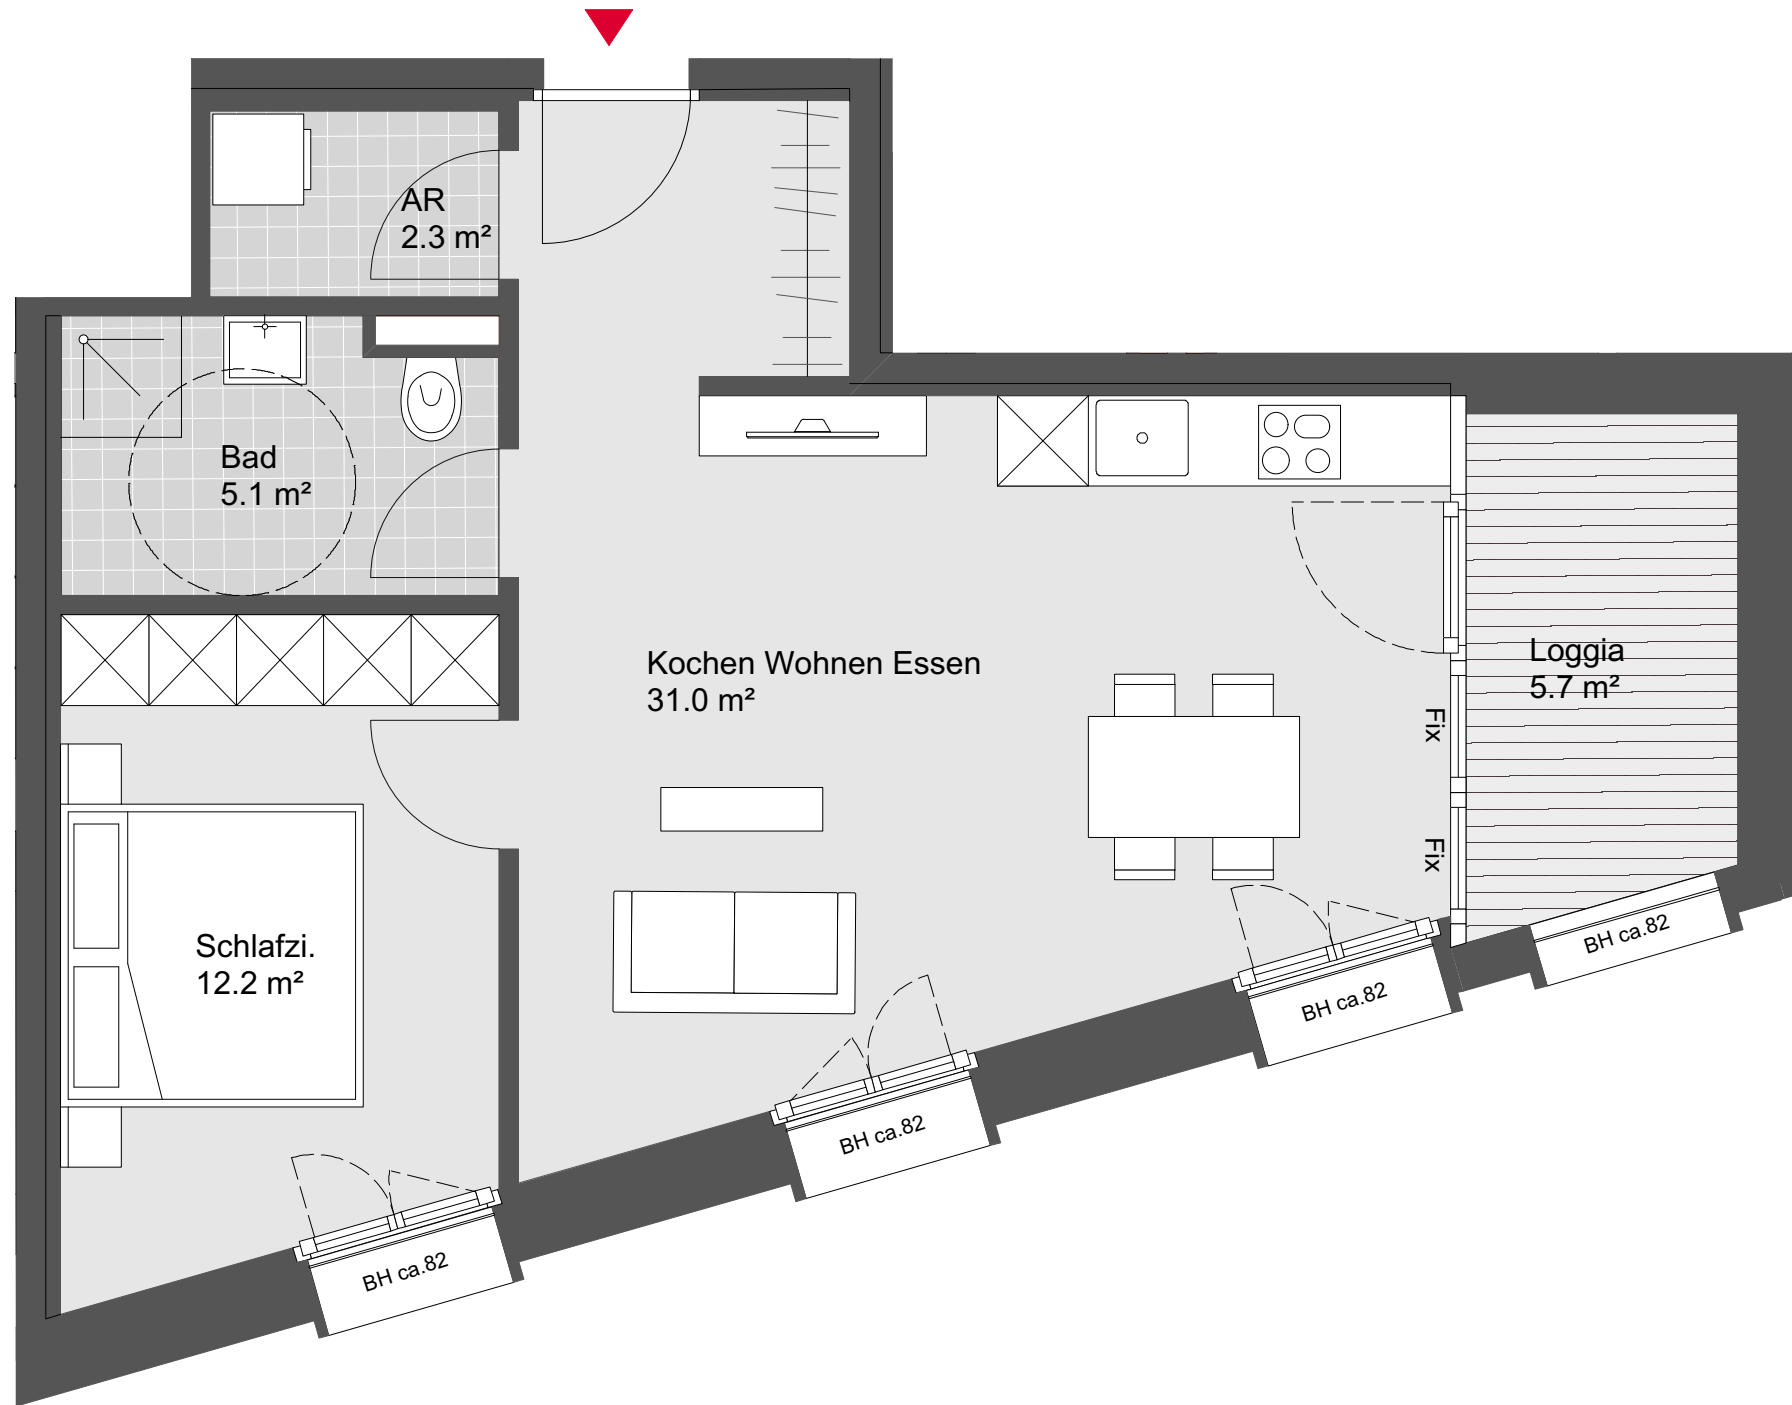 AR
2.3 m²
Bad
5.1 m²
Kochen Wohnen Essen
31.0 m²
Loggia
5.7 m²
Fix
Fix
Schlafzi.
12.2 m²
BH ca.82
BH ca.82
BH ca.82
BH ca.82